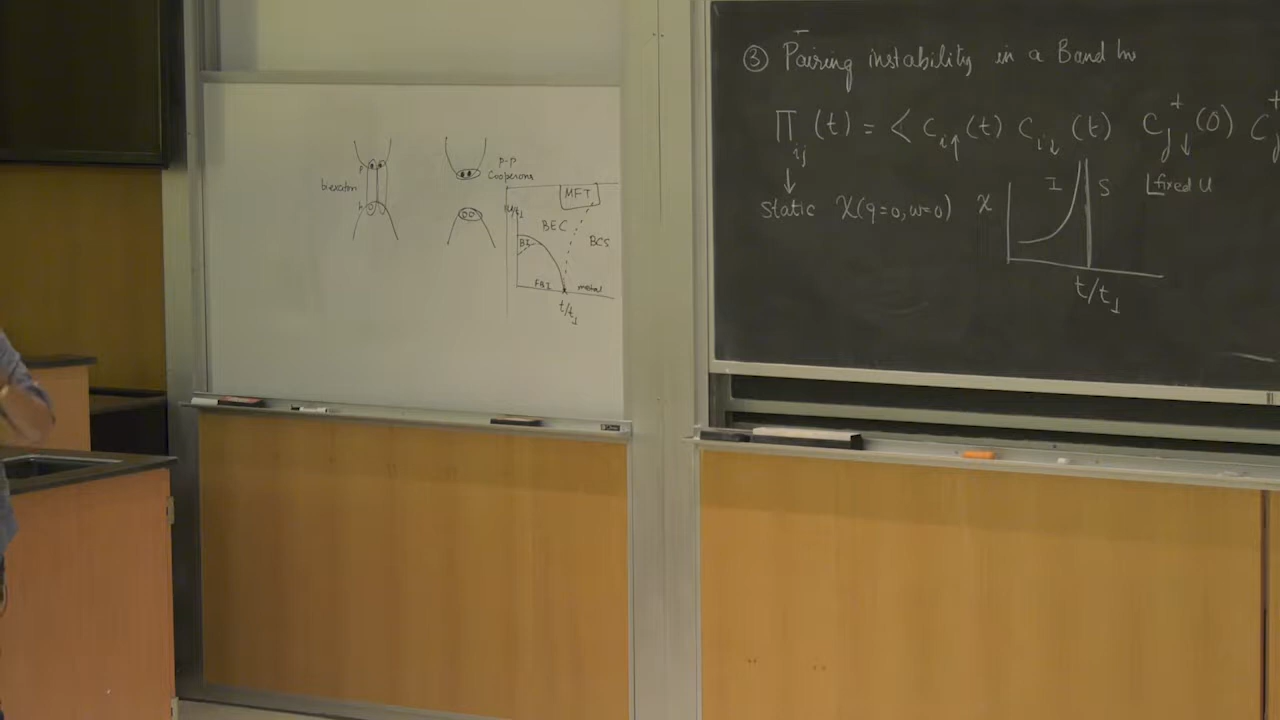 p-p
Cooperons
biexciton
p
h
MFT
|U|/t⊥
BEC
BCS
BI
FBI
metal
t/t⊥
③ Pairing instability in a Band In
Π_ij (t) = < C_i↑ (t) C_i↓ (t) C_j↓^+ (0) C_j^+
↓
static χ(q=0, ω=0)
χ
I
S
fixed U
t/t⊥